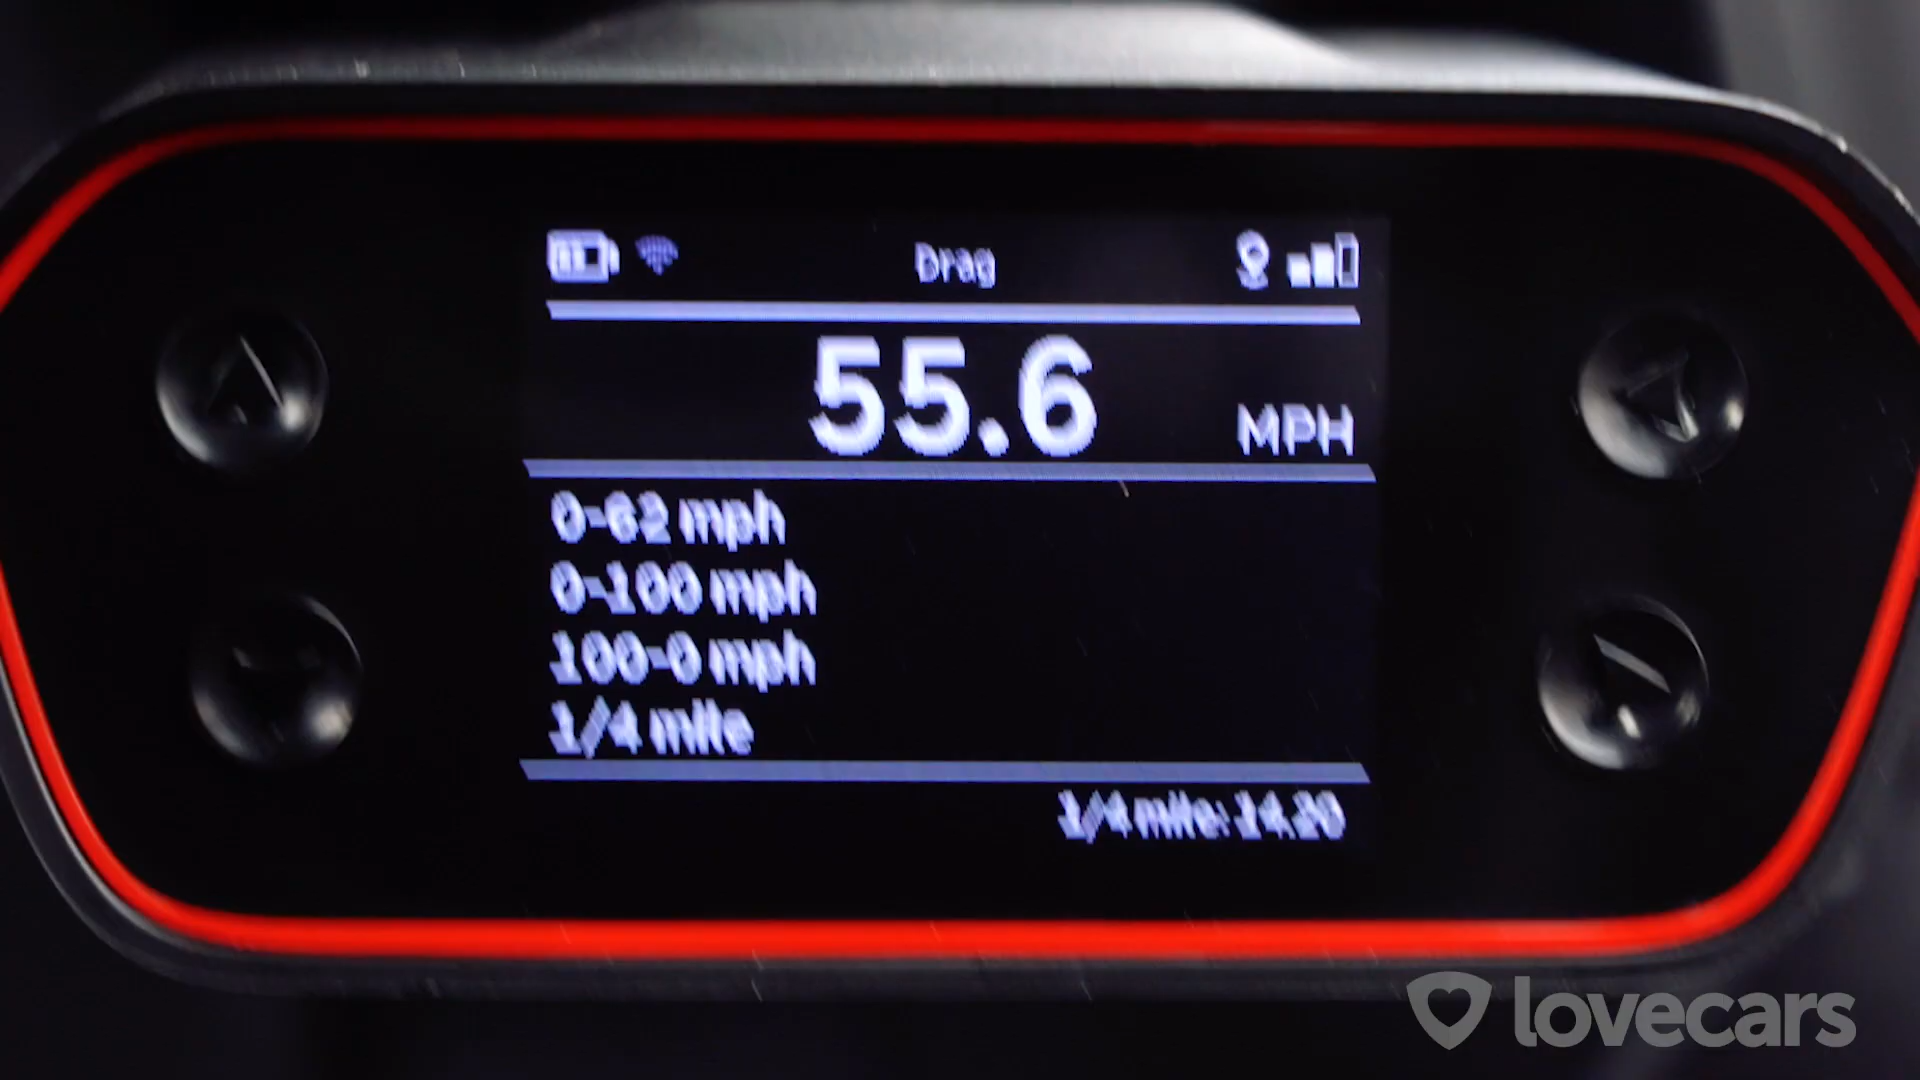 Drag
55.6 MPH
0-62 mph
0-100 mph
100-0 mph
1/4 mile
1/4 mile: 14.20
lovecars